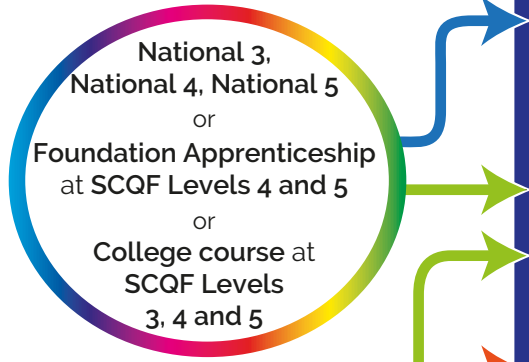 National 3,
National 4, National 5
or
Foundation Apprenticeship
at SCQF Levels 4 and 5
or
College course at
SCQF Levels
3, 4 and 5